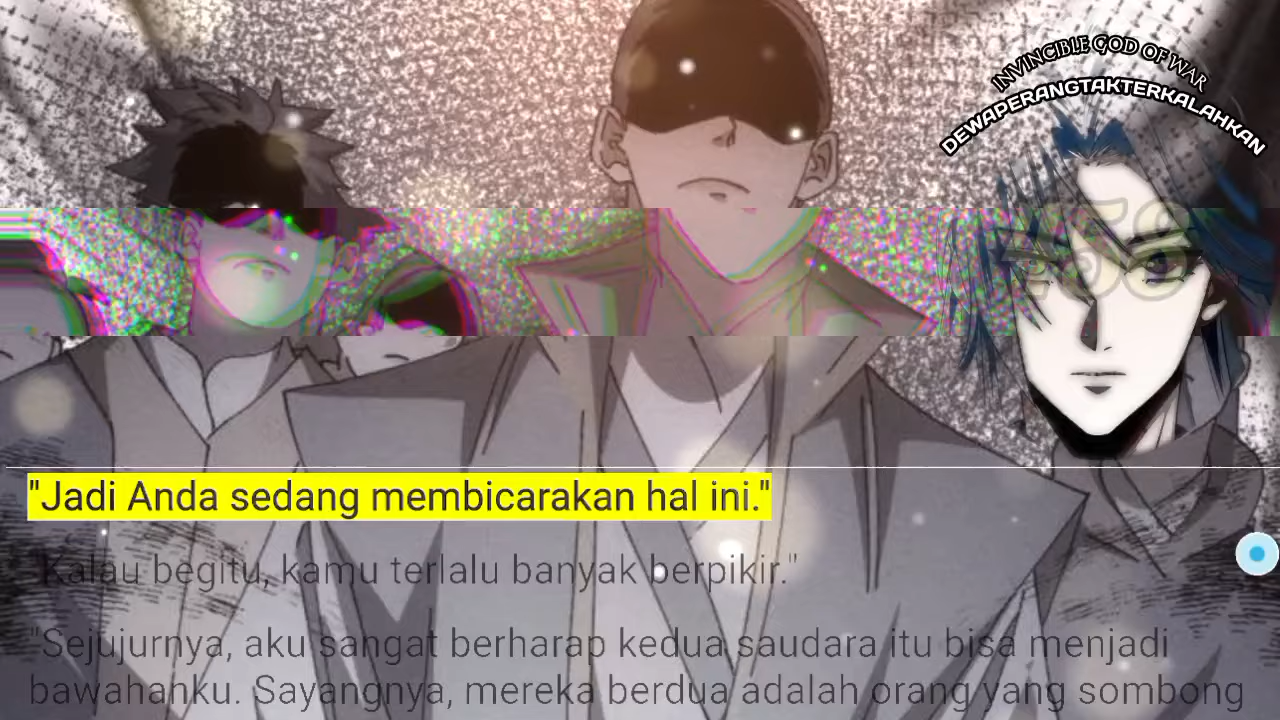 INVINCIBLE GOD OF WAR
DEWAPERANGTAKTERKALAHKAN
"Jadi Anda sedang membicarakan hal ini."
"Kalau begitu, kamu terlalu banyak berpikir."
"Sejujurnya, aku sangat berharap kedua saudara itu bisa menjadi
bawahanku. Sayangnya, mereka berdua adalah orang yang sombong